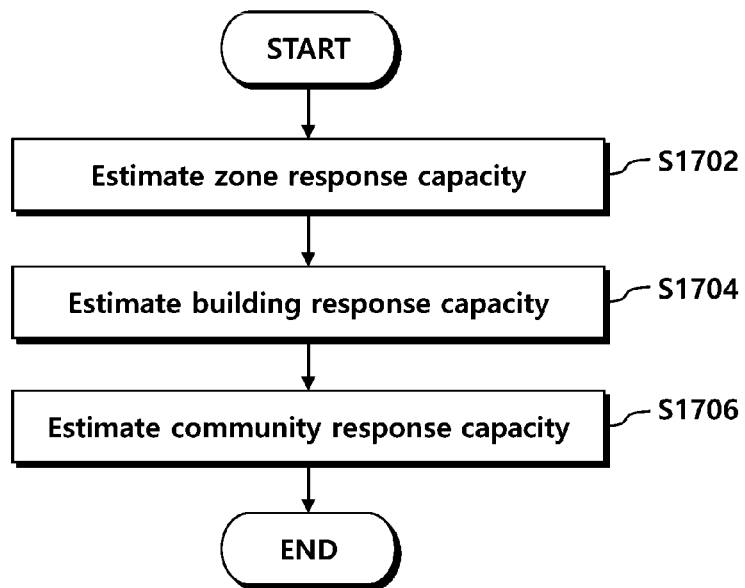 START
Estimate zone response capacity
S1702
Estimate building response capacity
S1704
Estimate community response capacity
S1706
END